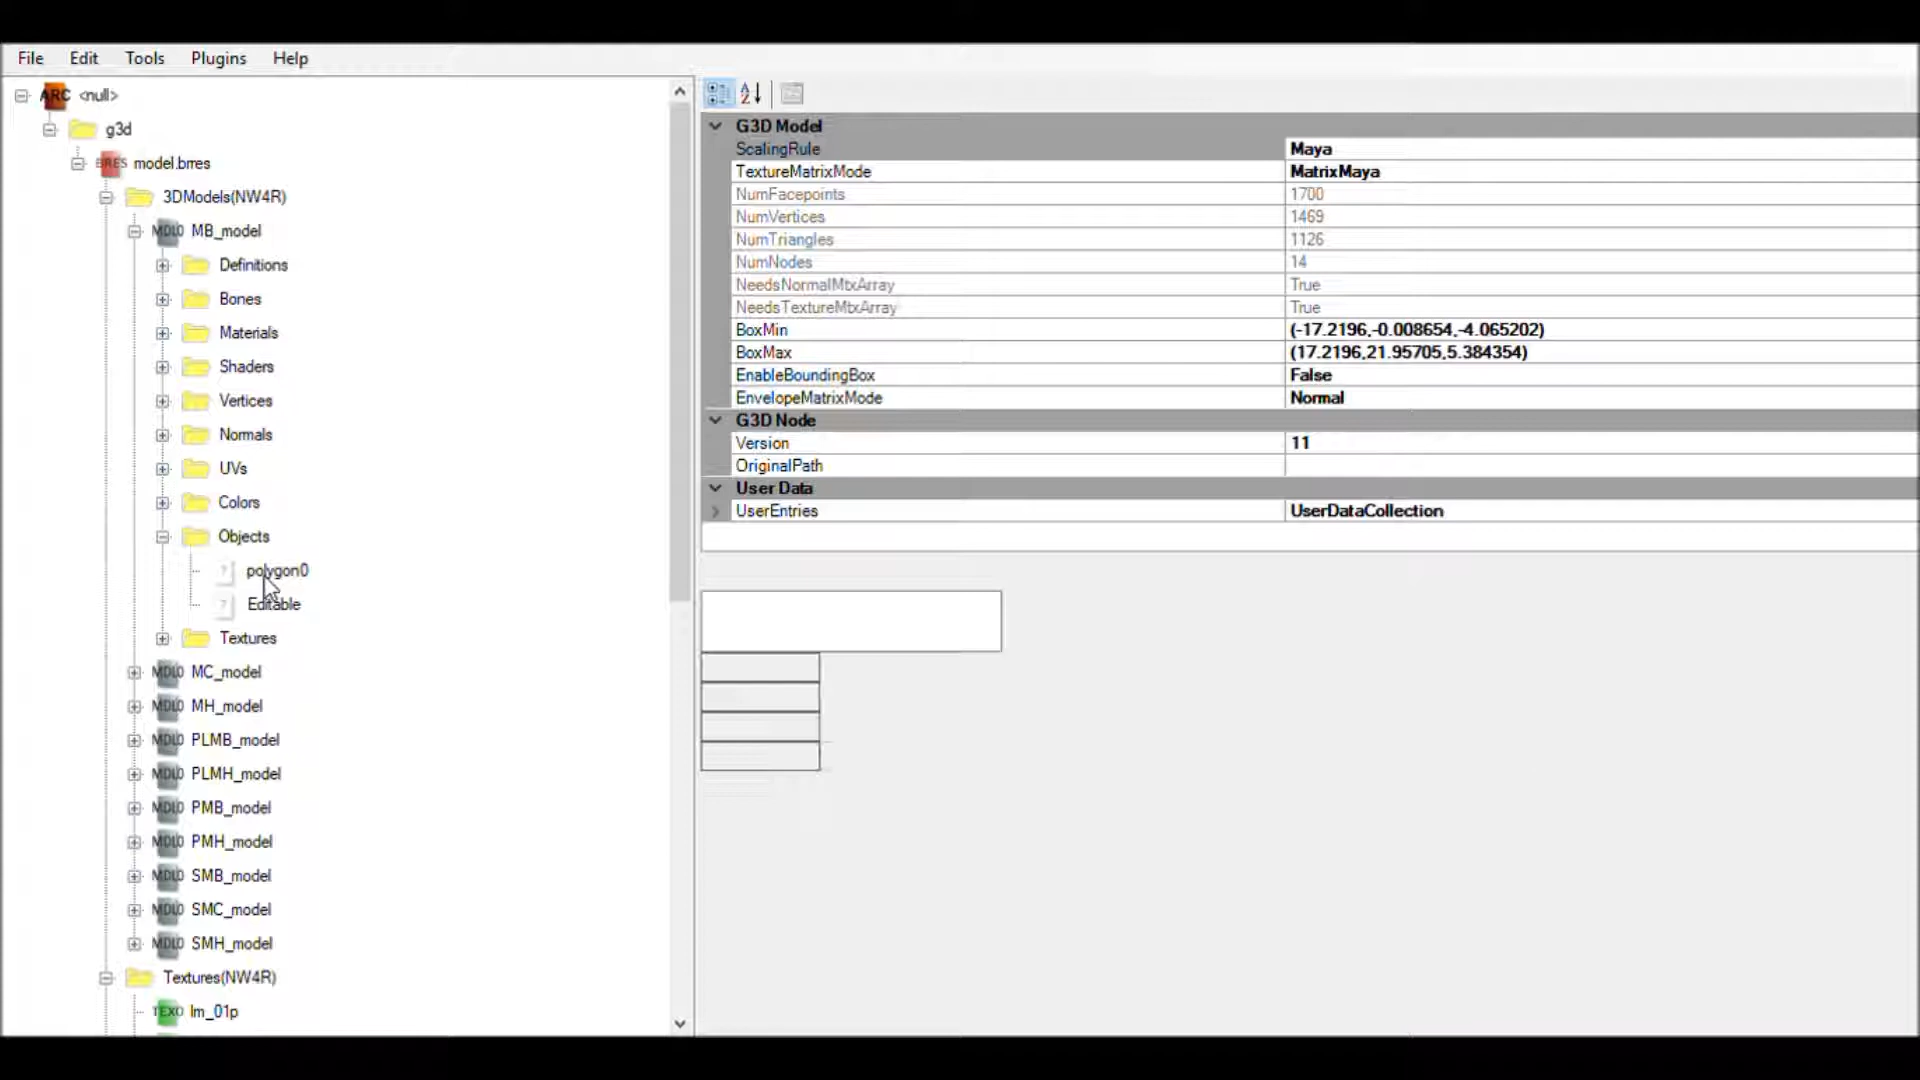 File Edit Tools Plugins Help
ARC <null>
g3d
BRES model.brres
3DModels(NW4R)
MDL0 MB_model
Definitions
Bones
Materials
Shaders
Vertices
Normals
UVs
Colors
Objects
? polygon0
? Editable
Textures
MDL0 MC_model
MDL0 MH_model
MDL0 PLMB_model
MDL0 PLMH_model
MDL0 PMB_model
MDL0 PMH_model
MDL0 SMB_model
MDL0 SMC_model
MDL0 SMH_model
Textures(NW4R)
TEX0 lm_01p
A Z
G3D Model
ScalingRule Maya
TextureMatrixMode MatrixMaya
NumFacepoints 1700
NumVertices 1469
NumTriangles 1126
NumNodes 14
NeedsNormalMtxArray True
NeedsTextureMtxArray True
BoxMin (-17.2196,-0.008654,-4.065202)
BoxMax (17.2196,21.95705,5.384354)
EnableBoundingBox False
EnvelopeMatrixMode Normal
G3D Node
Version 11
OriginalPath
User Data
UserEntries UserDataCollection